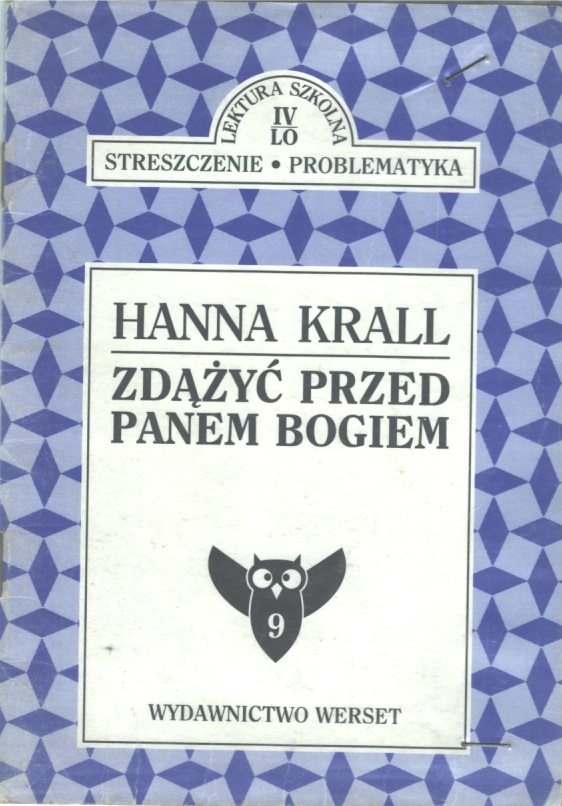 LEKTURA SZKOLNA
IV
LO
STRESZCZENIE • PROBLEMATYKA
HANNA KRALL
ZDĄŻYĆ PRZED
PANEM BOGIEM
9
WYDAWNICTWO WERSET